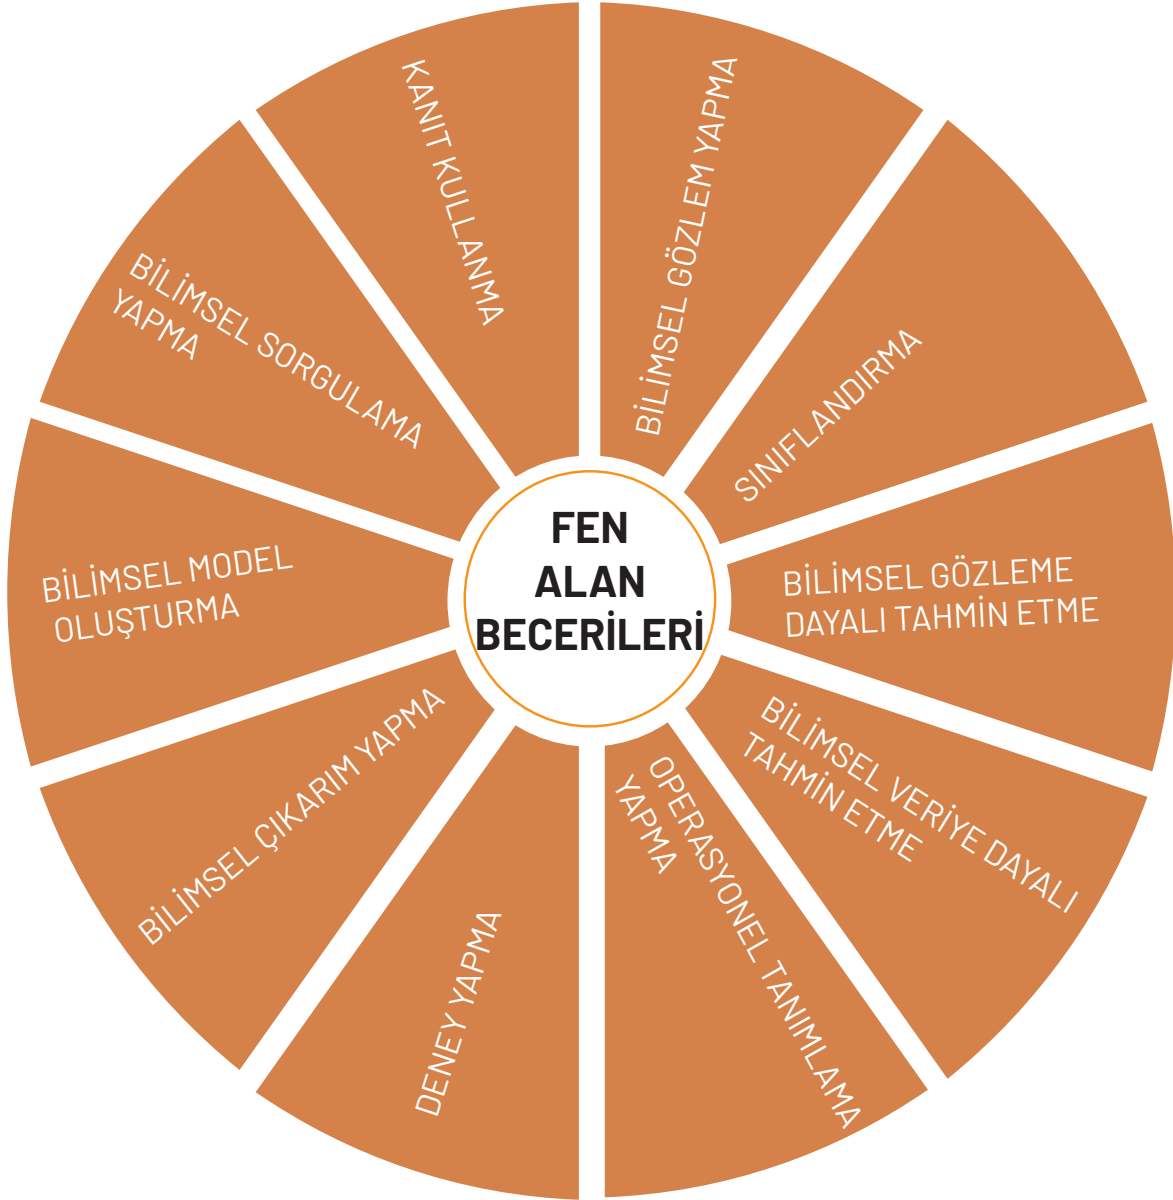 FEN
ALAN
BECERİLERİ
BİLİMSEL GÖZLEM YAPMA
SINIFLANDIRMA
BİLİMSEL GÖZLEME
DAYALI TAHMİN ETME
BİLİMSEL VERİYE DAYALI
TAHMİN ETME
OPERASYONEL TANIMLAMA
YAPMA
DENEY YAPMA
BİLİMSEL ÇIKARIM YAPMA
BİLİMSEL MODEL
OLUŞTURMA
BİLİMSEL SORGULAMA
YAPMA
KANIT KULLANMA